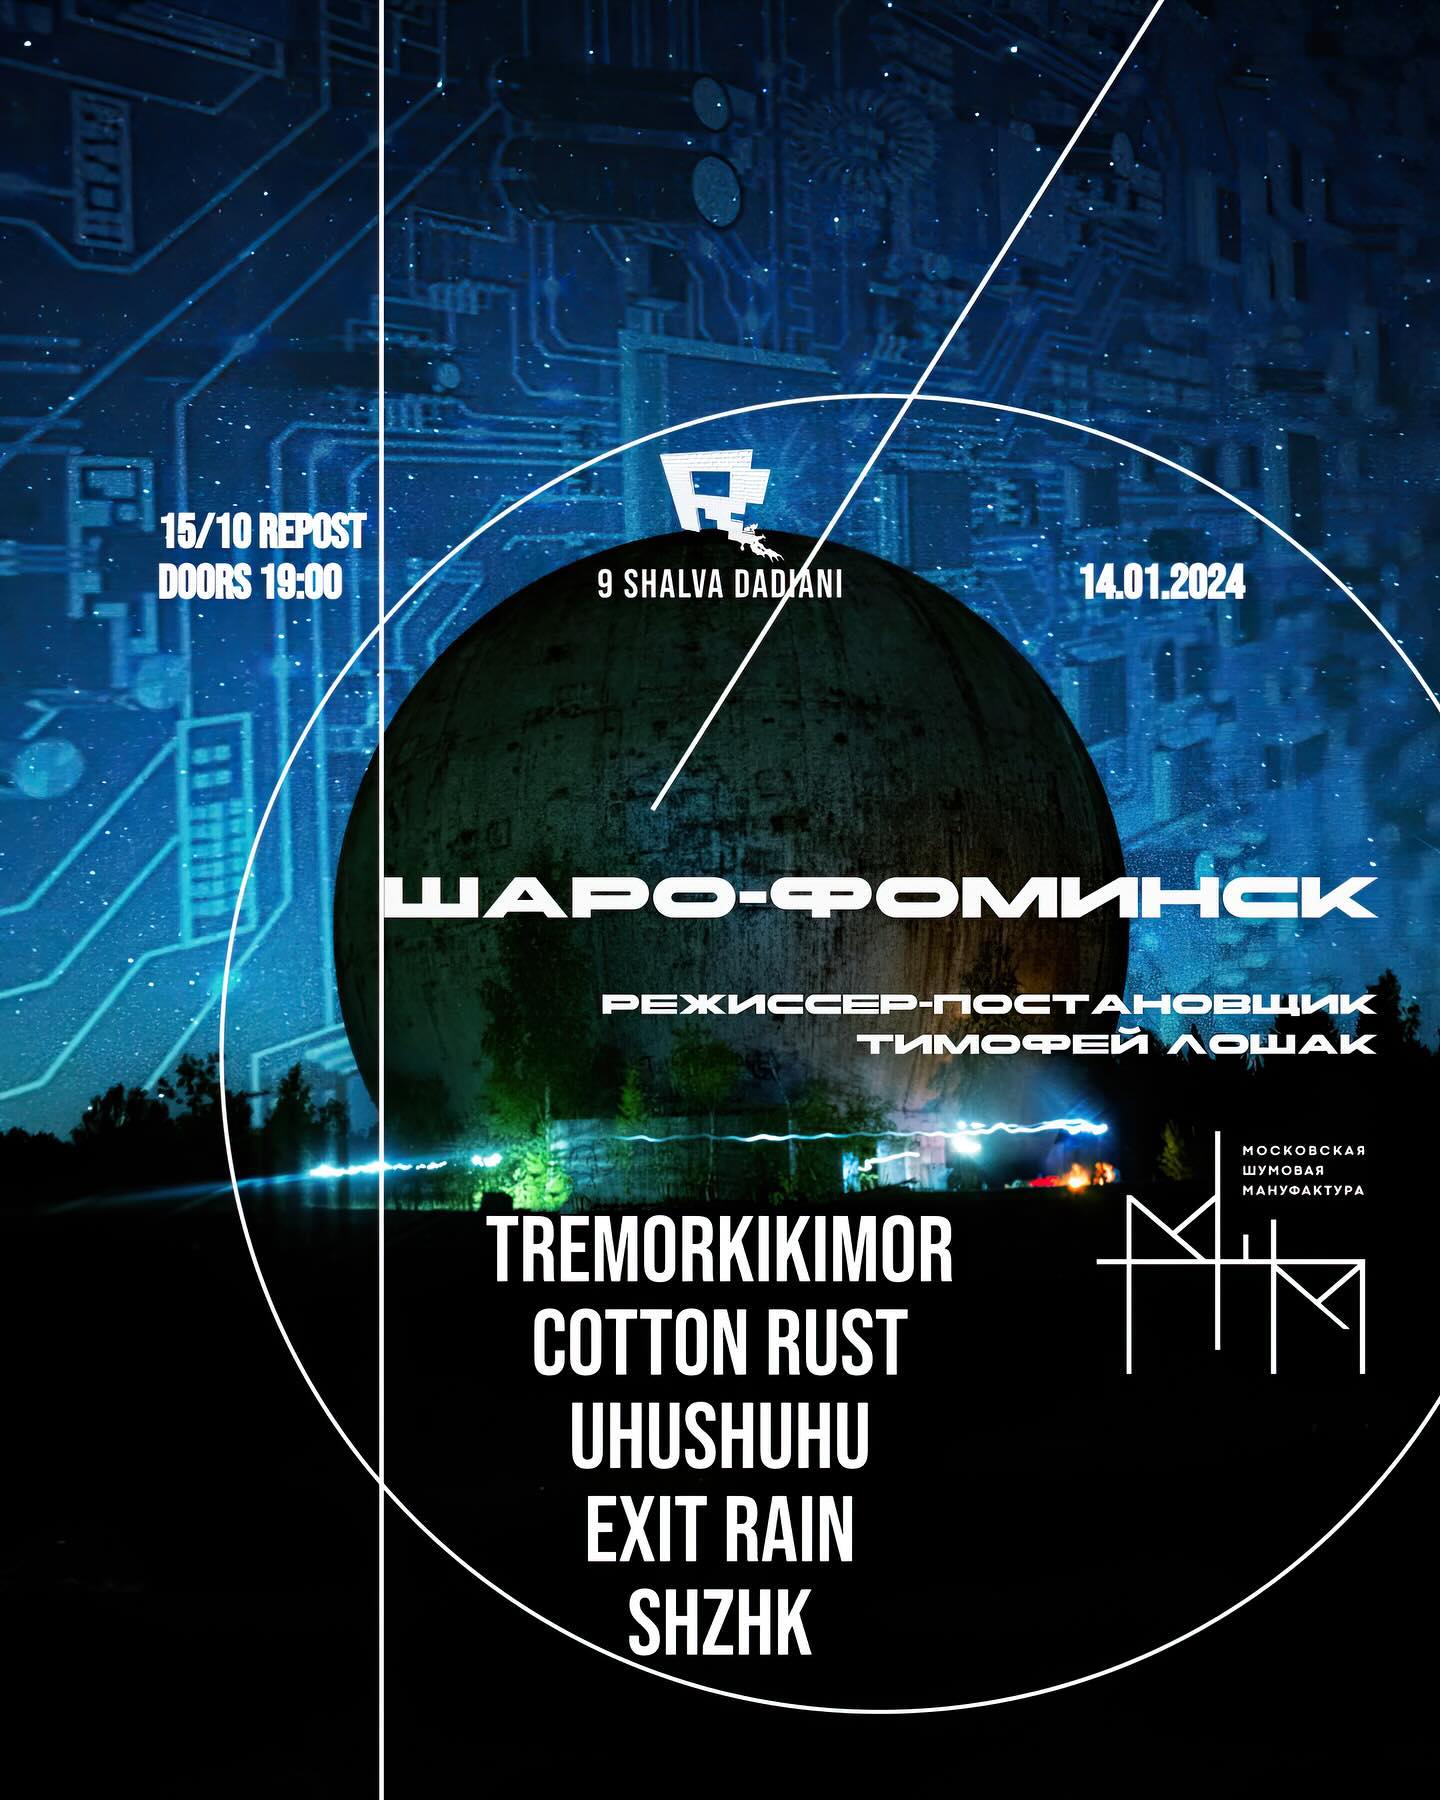 15/10 REPOST
DOORS 19:00
9 SHALVA DADIANI
14.01.2024
ШАРО-ФОМИНСК
РЕЖИССЕР-ПОСТАНОВЩИК
ТИМОФЕЙ ЛОШАК
МОСКОВСКАЯ
ШУМОВАЯ
МАНУФАКТУРА
TREMORKIKIMOR
COTTON RUST
UHUSHUHU
EXIT RAIN
SHZHK